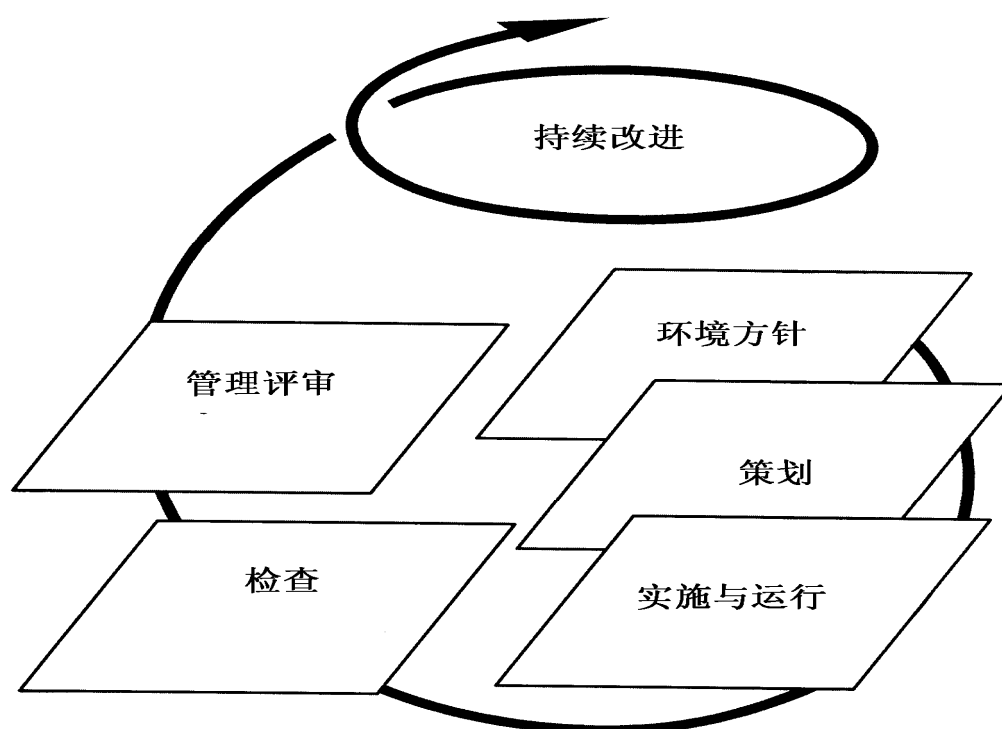 持续改进
环境方针
管理评审
策划
检查
实施与运行